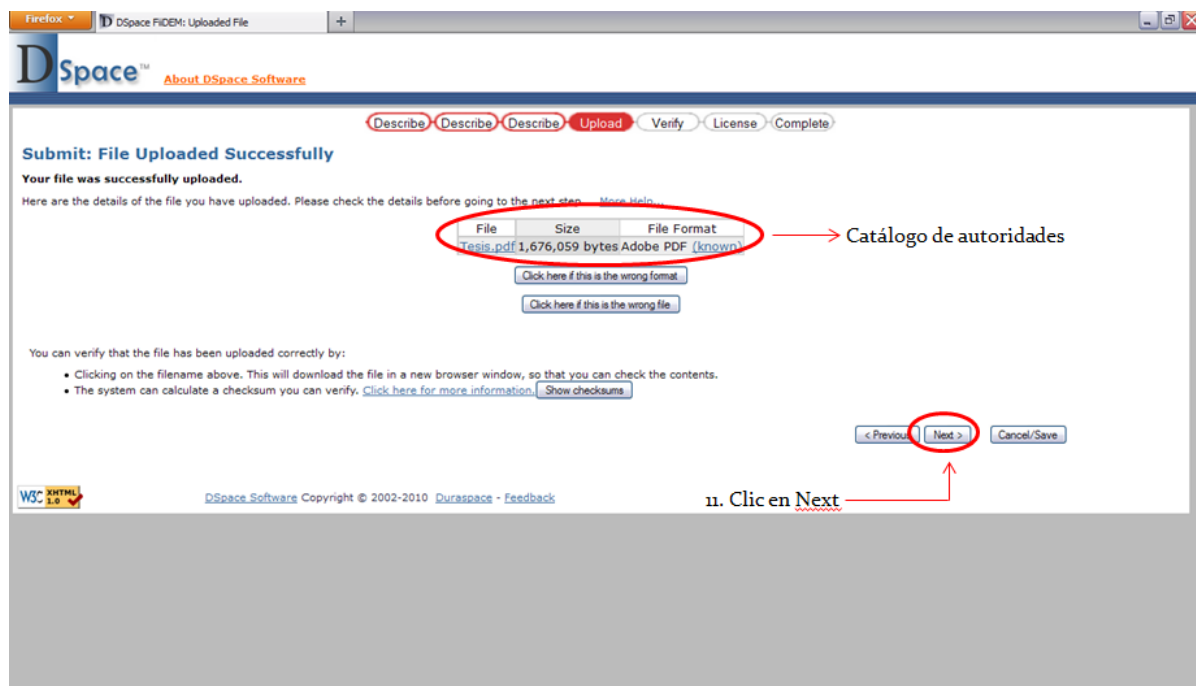 Firefox
DSpace FiDEM: Uploaded File
+
DSpace™ About DSpace Software
Describe Describe Describe Upload Verify License Complete
Submit: File Uploaded Successfully
Your file was successfully uploaded.
Here are the details of the file you have uploaded. Please check the details before going to the next step. More Help...
File Size File Format
Tesis.pdf 1,676,059 bytes Adobe PDF (known)
Catálogo de autoridades
Click here if this is the wrong format
Click here if this is the wrong file
You can verify that the file has been uploaded correctly by:
• Clicking on the filename above. This will download the file in a new browser window, so that you can check the contents.
• The system can calculate a checksum you can verify. Click here for more information. Show checksums
< Previous Next > Cancel/Save
W3C XHTML 1.0
DSpace Software Copyright © 2002-2010 Duraspace - Feedback
11. Clic en Next